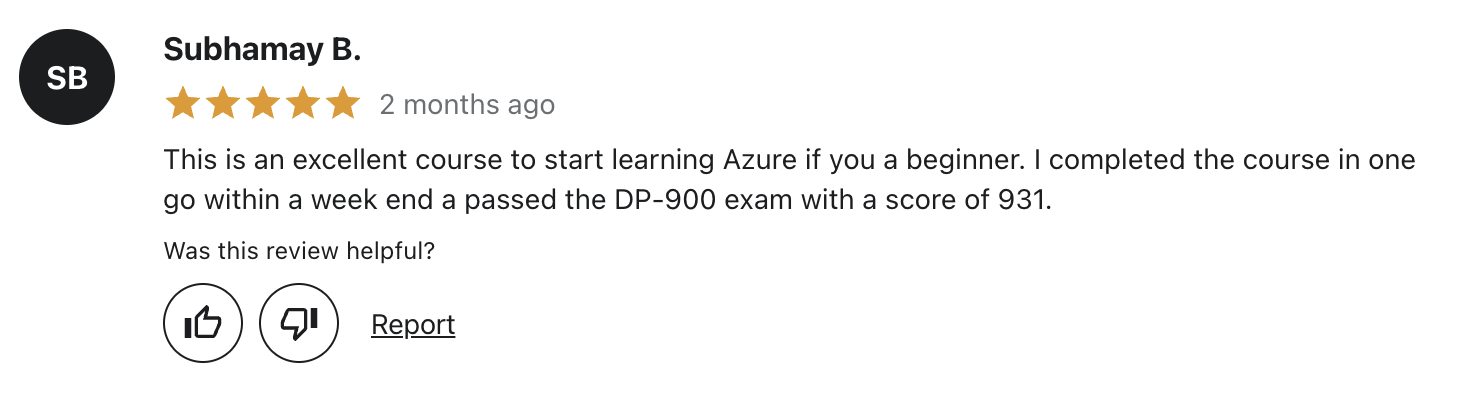 SB
Subhamay B.
2 months ago
This is an excellent course to start learning Azure if you a beginner. I completed the course in one
go within a week end a passed the DP-900 exam with a score of 931.
Was this review helpful?
Report